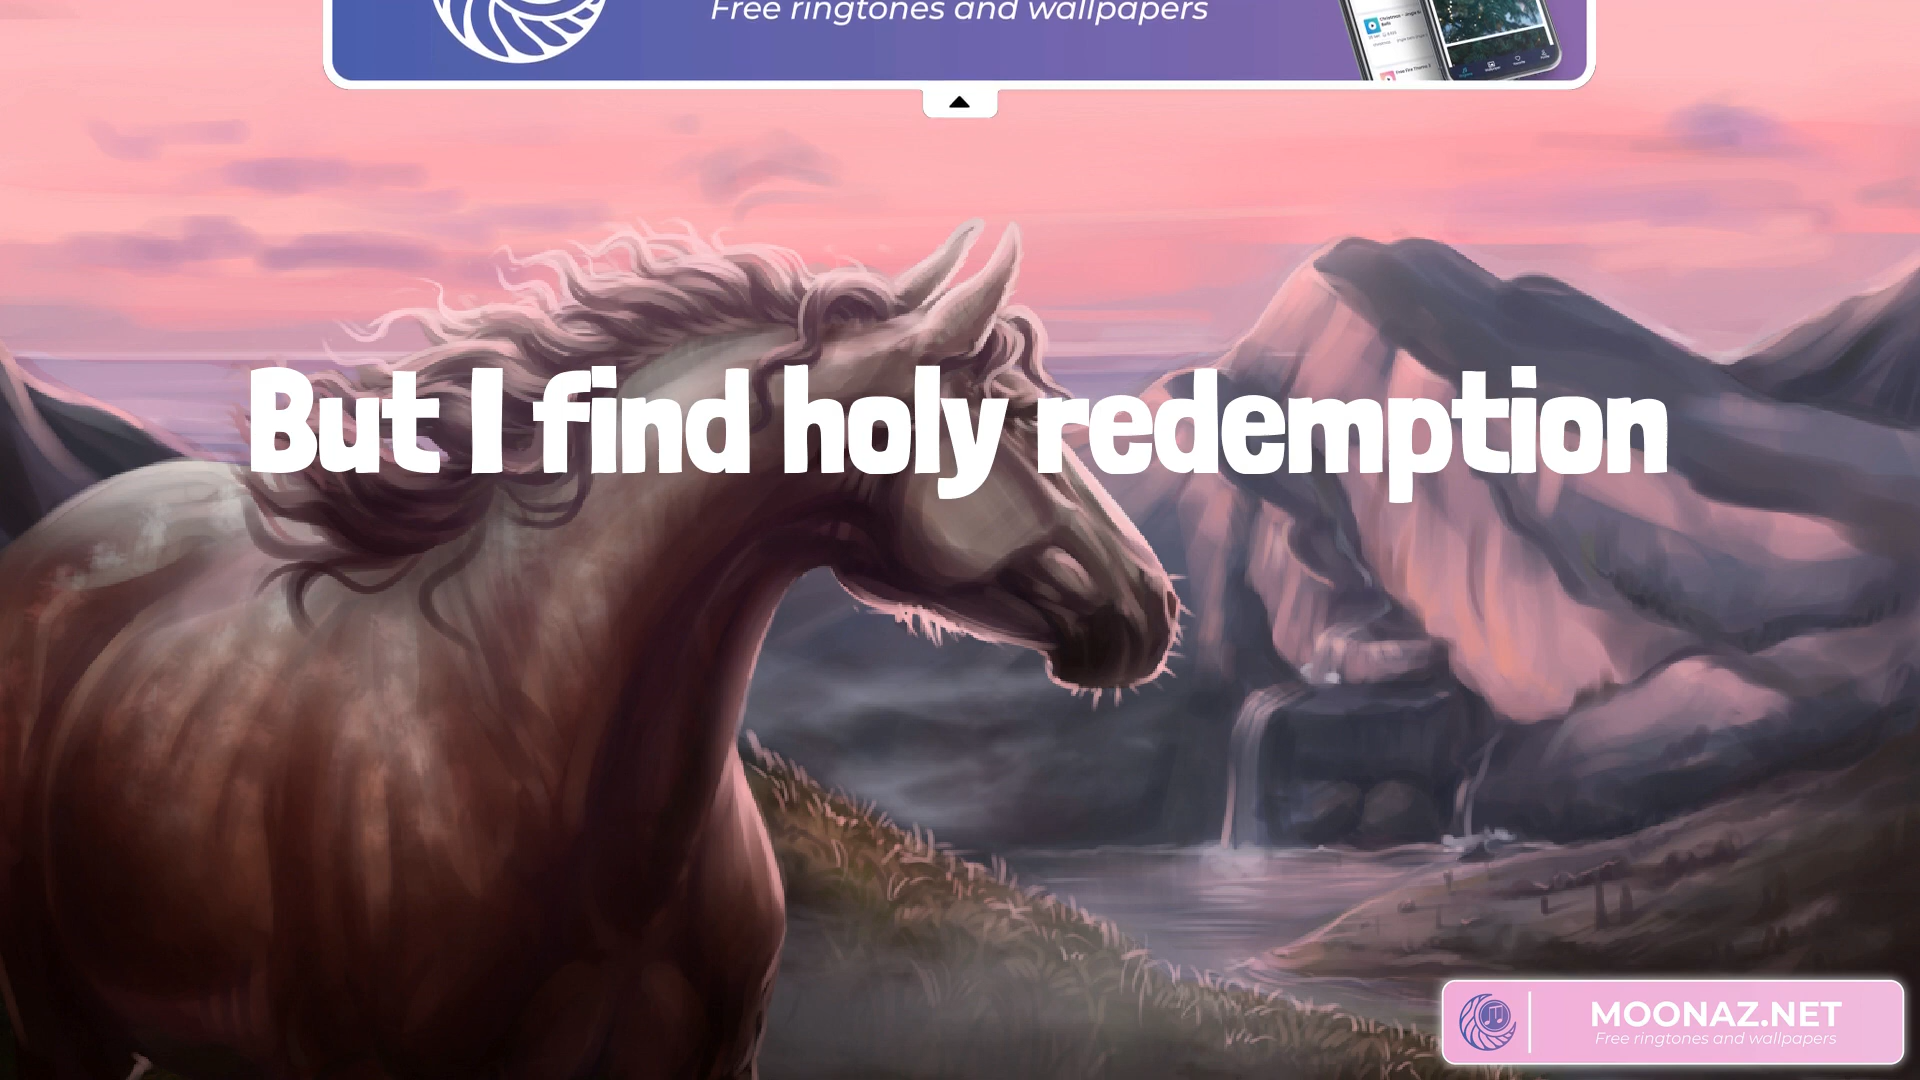 Free ringtones and wallpapers
But I find holy redemption
MOONAZ.NET
Free ringtones and wallpapers